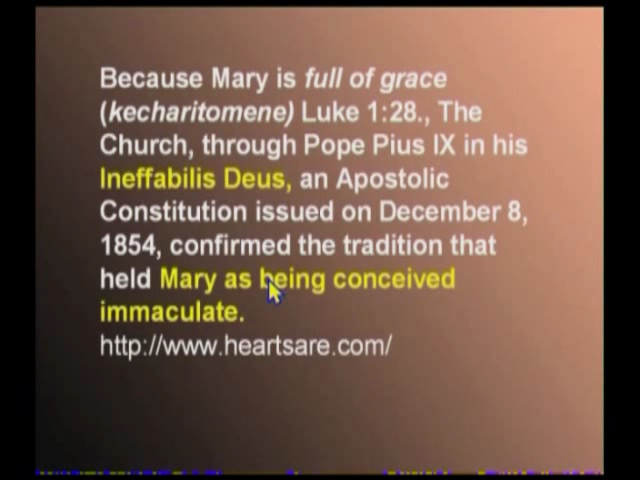 Because Mary is full of grace
(kecharitomene) Luke 1:28., The
Church, through Pope Pius IX in his
Ineffabilis Deus, an Apostolic
Constitution issued on December 8,
1854, confirmed the tradition that
held Mary as being conceived
immaculate.
http://www.heartsare.com/